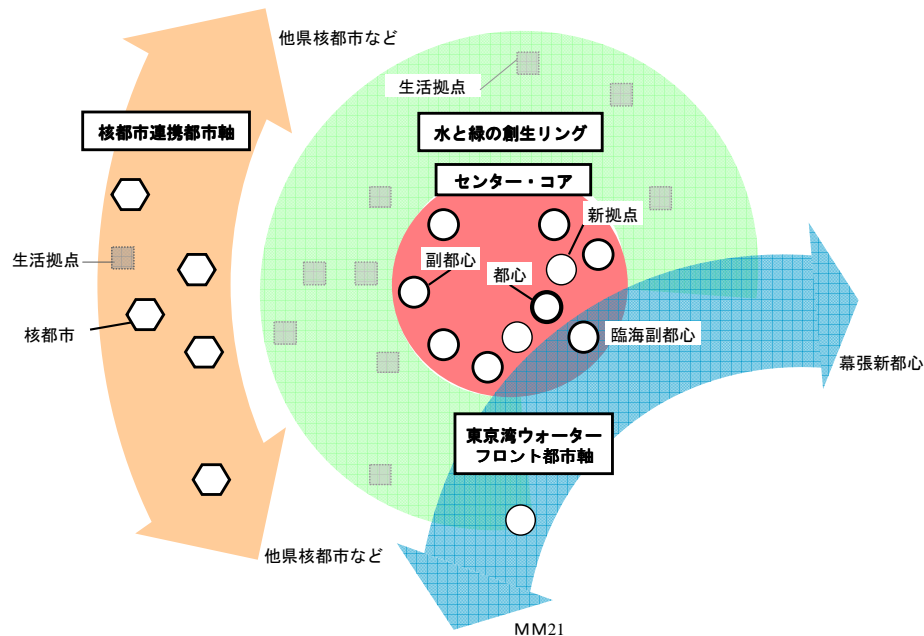 他県核都市など
生活拠点
核都市連携都市軸
水と緑の創生リング
センター・コア
新拠点
副都心
都心
生活拠点
核都市
臨海副都心
幕張新都心
東京湾ウォーター
フロント都市軸
他県核都市など
MM21